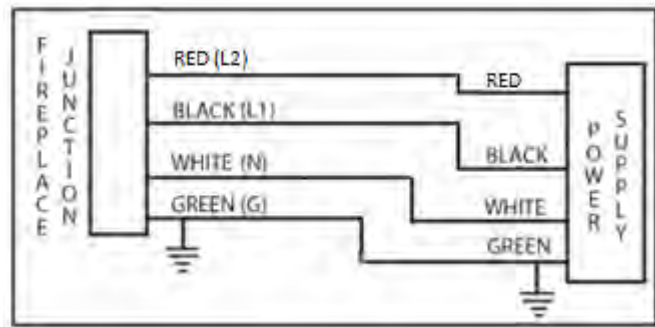 FIREPLACE
JUNCTION
RED (L2)
BLACK (L1)
WHITE (N)
GREEN (G)
RED
BLACK
WHITE
GREEN
POWER
SUPPLY